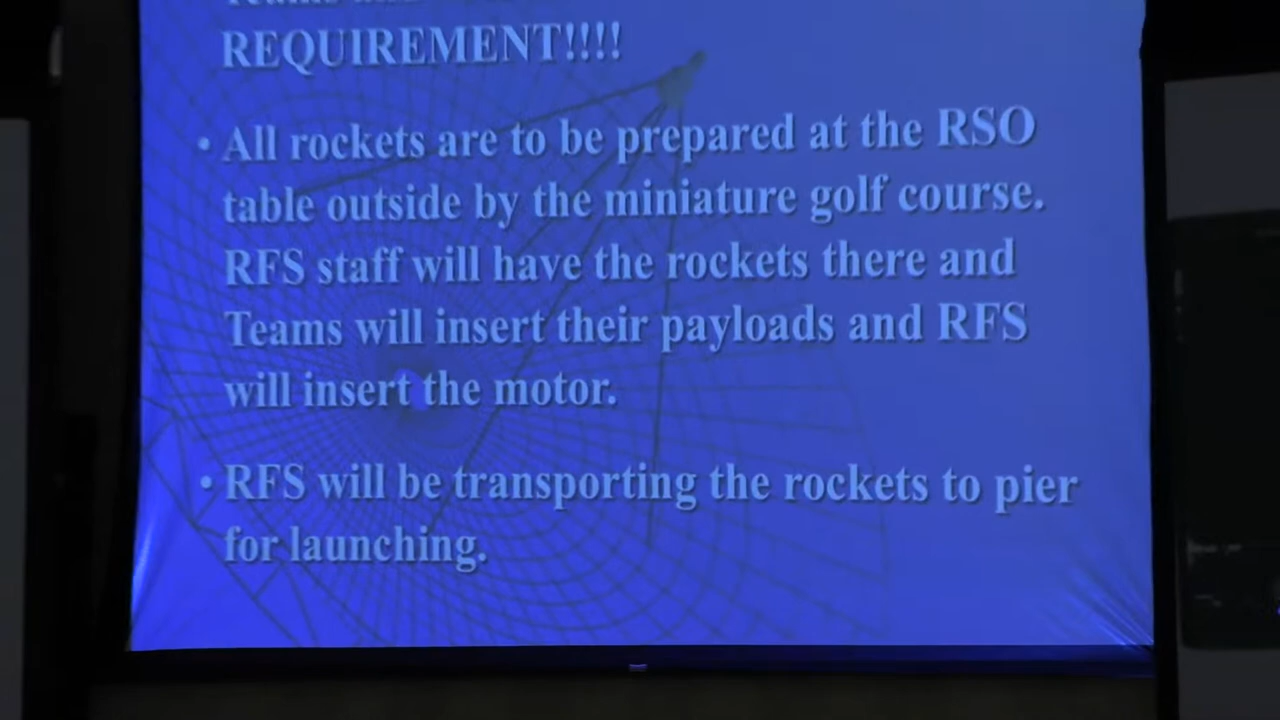 REQUIREMENT!!!!
• All rockets are to be prepared at the RSO
table outside by the miniature golf course.
RFS staff will have the rockets there and
Teams will insert their payloads and RFS
will insert the motor.
• RFS will be transporting the rockets to pier
for launching.